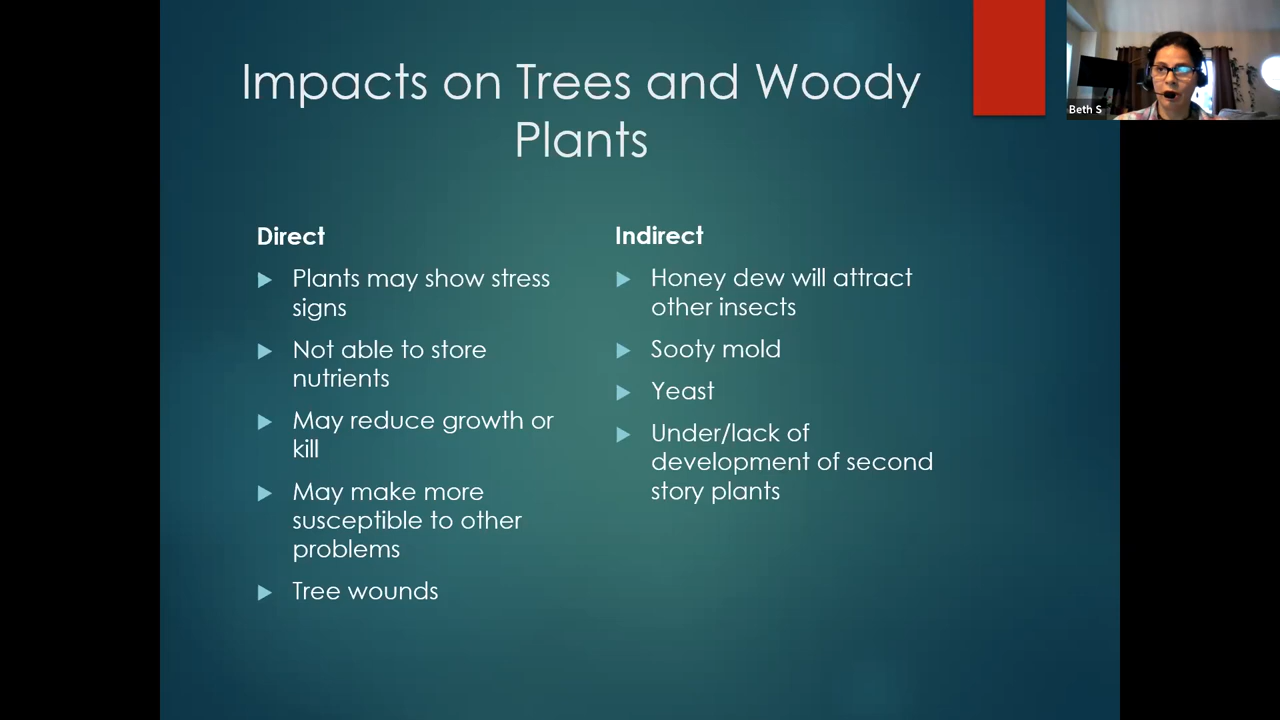 Impacts on Trees and Woody
Plants
Beth S
Direct
Plants may show stress
signs
Not able to store
nutrients
May reduce growth or
kill
May make more
susceptible to other
problems
Tree wounds
Indirect
Honey dew will attract
other insects
Sooty mold
Yeast
Under/lack of
development of second
story plants